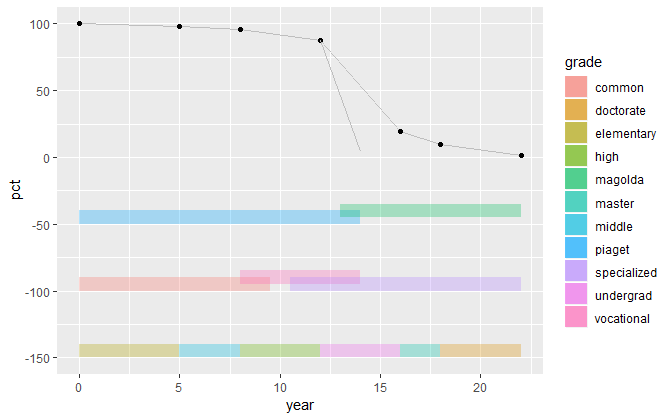 100
50
0
-50
-100
-150
pct
0
5
10
15
20
year
grade
common
doctorate
elementary
high
magolda
master
middle
piaget
specialized
undergrad
vocational